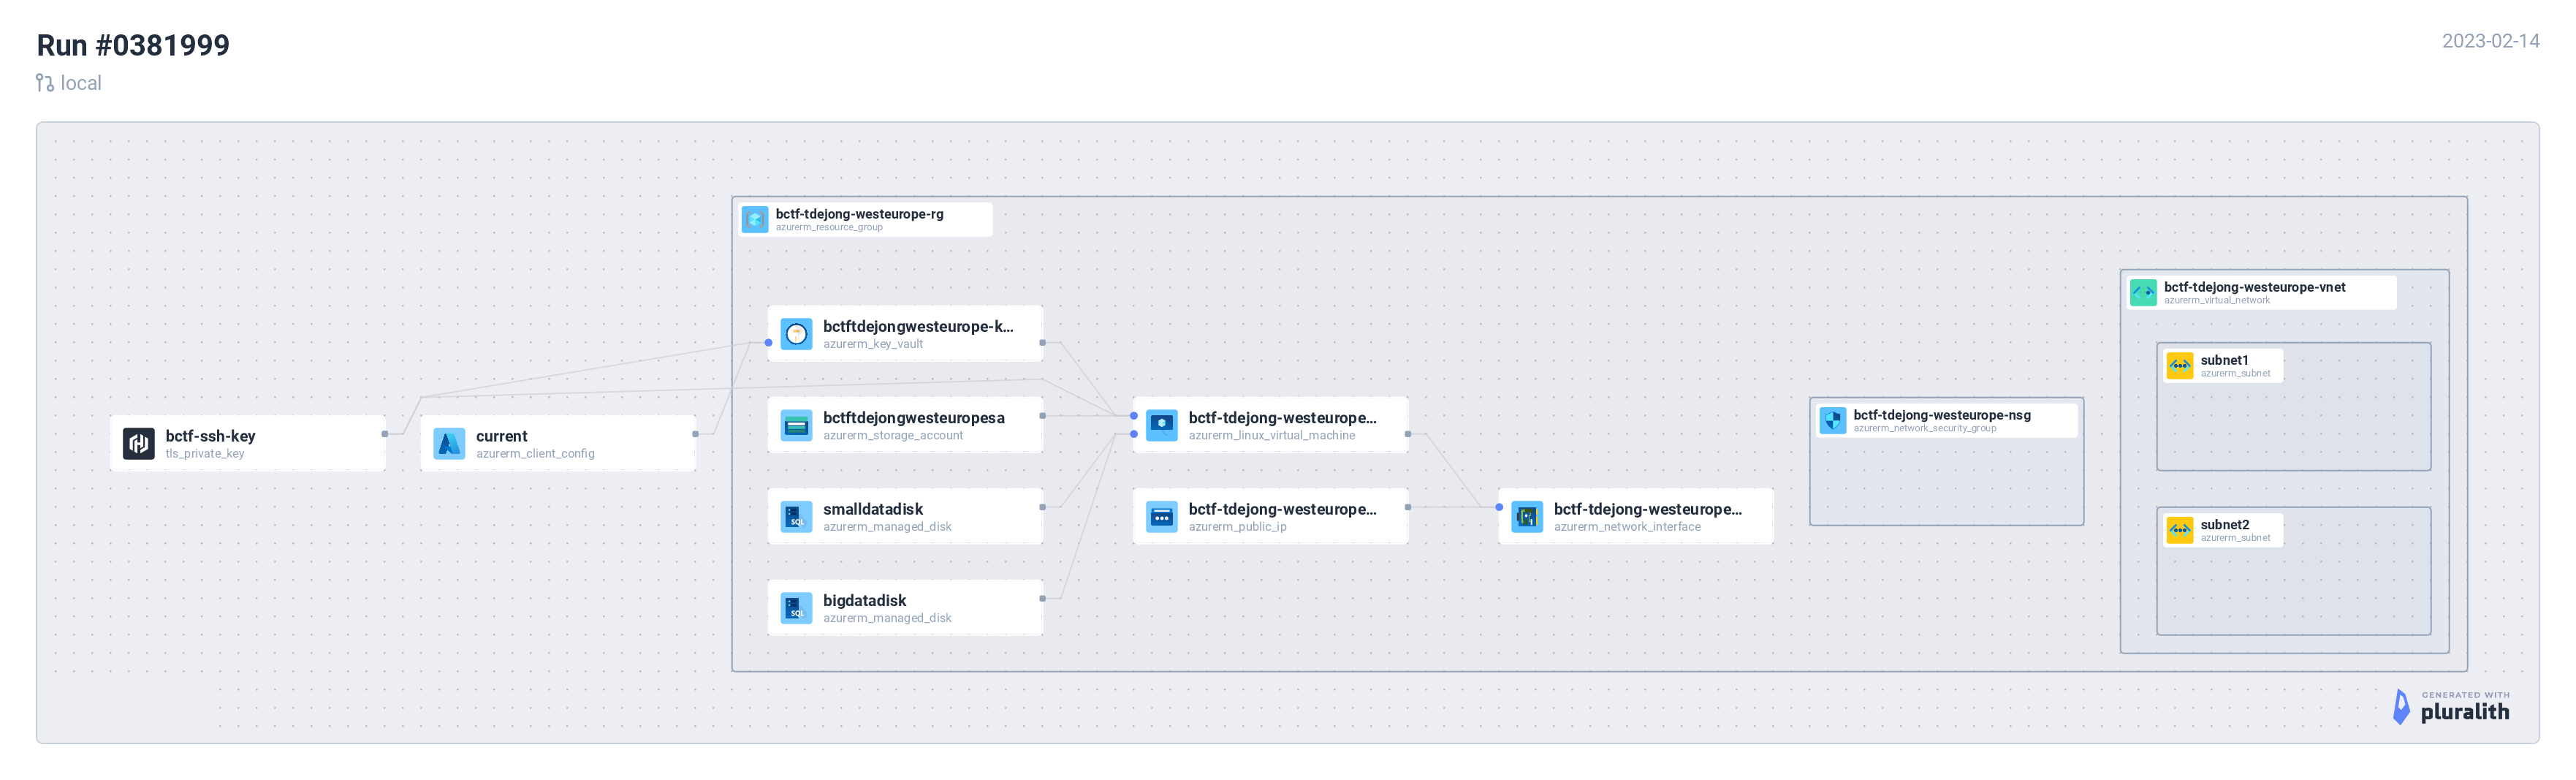 Run #0381999
local
2023-02-14
bctf-tdejong-westeurope-rg
azurerm_resource_group
bctf-tdejong-westeurope-vnet
azurerm_virtual_network
bctftdejongwesteurope-k...
azurerm_key_vault
subnet1
azurerm_subnet
bctf-ssh-key
tls_private_key
current
azurerm_client_config
bctftdejongwesteuropesa
azurerm_storage_account
bctf-tdejong-westeurope...
azurerm_linux_virtual_machine
bctf-tdejong-westeurope-nsg
azurerm_network_security_group
smalldatadisk
azurerm_managed_disk
SQL
bctf-tdejong-westeurope...
azurerm_public_ip
bctf-tdejong-westeurope...
azurerm_network_interface
subnet2
azurerm_subnet
bigdatadisk
azurerm_managed_disk
SQL
GENERATED WITH
pluralith